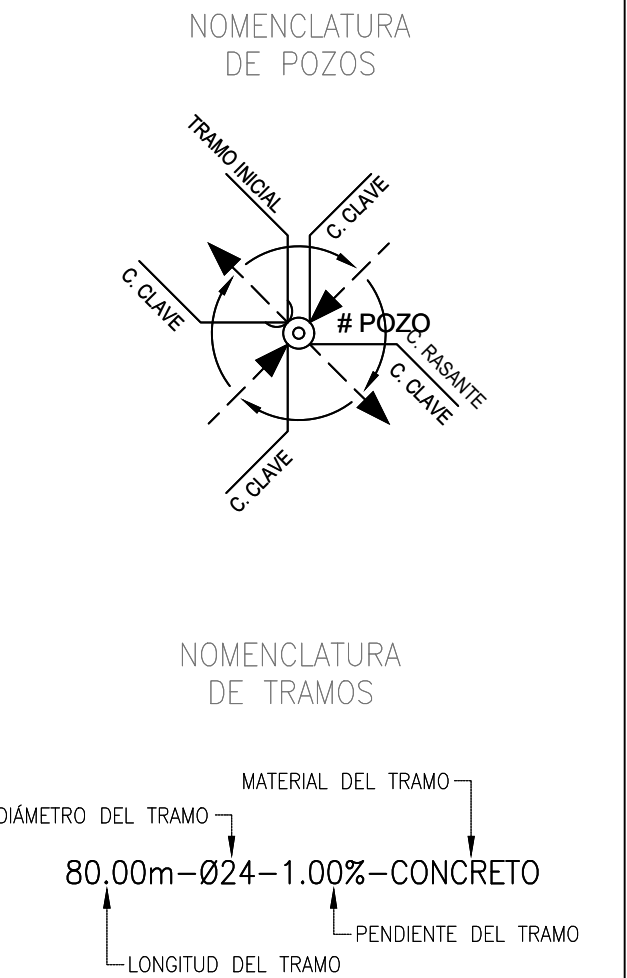 NOMENCLATURA
DE POZOS
TRAMO INICIAL
C. CLAVE
C. CLAVE
# POZO
C. RASANTE
C. CLAVE
C. CLAVE
NOMENCLATURA
DE TRAMOS
MATERIAL DEL TRAMO
DIÁMETRO DEL TRAMO
80.00m-Ø24-1.00%-CONCRETO
PENDIENTE DEL TRAMO
LONGITUD DEL TRAMO